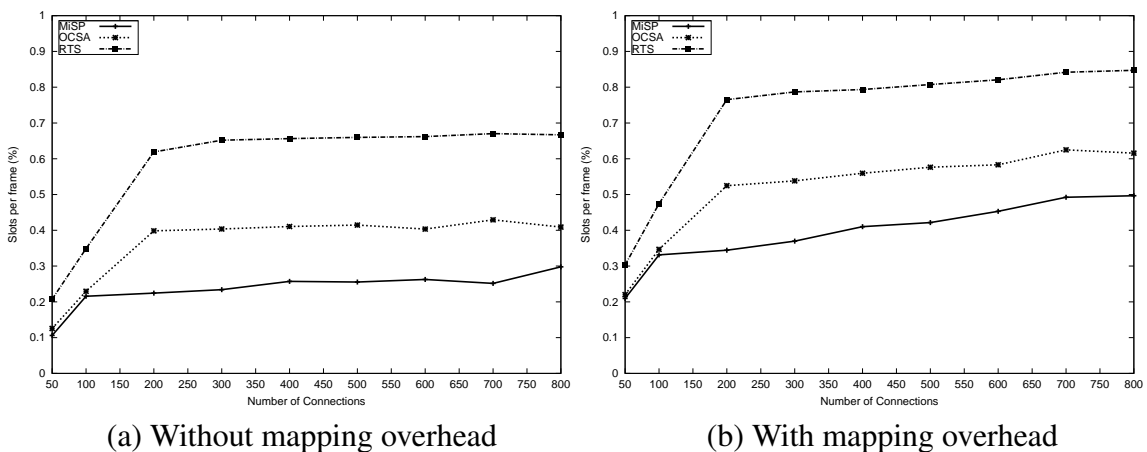 1
0.9
0.8
0.7
0.6
0.5
0.4
0.3
0.2
0.1
0
Slots per frame (%)
MiSP
OCSA
RTS
50 100 150 200 250 300 350 400 450 500 550 600 650 700 750 800
Number of Connections
(a) Without mapping overhead
1
0.9
0.8
0.7
0.6
0.5
0.4
0.3
0.2
0.1
0
Slots per frame (%)
MiSP
OCSA
RTS
50 100 150 200 250 300 350 400 450 500 550 600 650 700 750 800
Number of Connections
(b) With mapping overhead